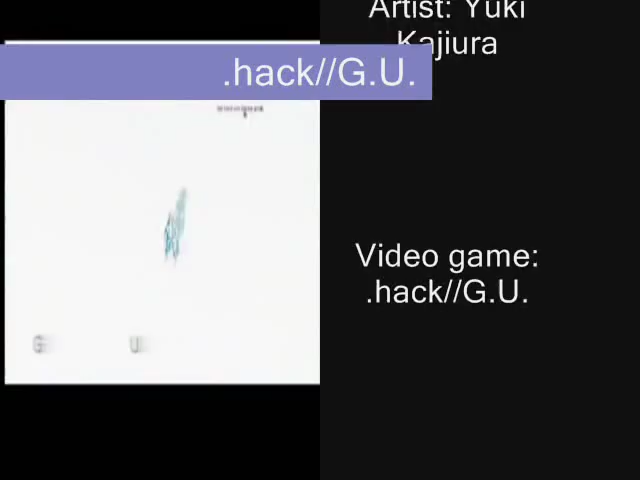 Artist: Yuki
Kajiura
.hack//G.U.
Video game:
.hack//G.U.
G
U